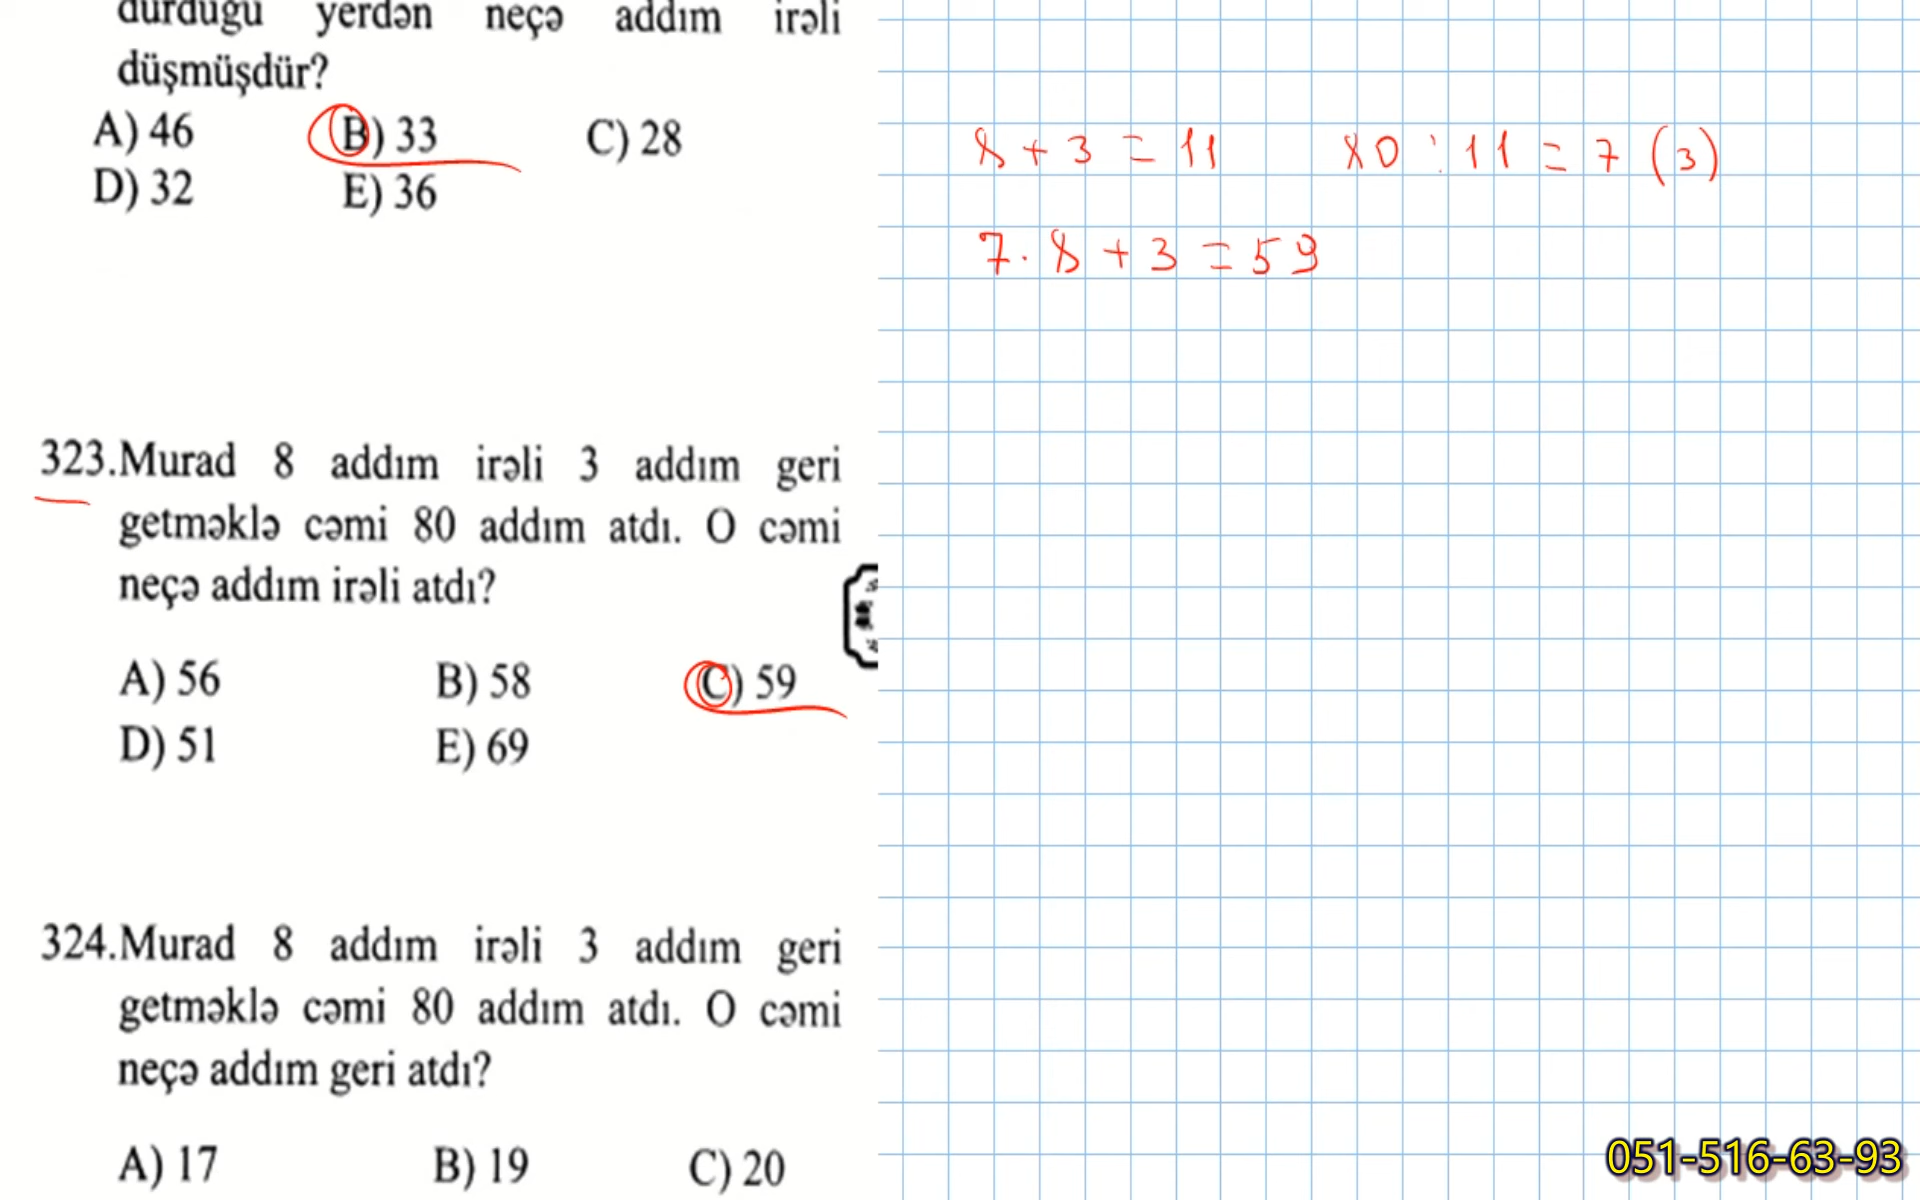 durduğu yerdən neçə addım irəli
düşmüşdür?
A) 46 B) 33 C) 28
D) 32 E) 36
323.Murad 8 addım irəli 3 addım geri
getməklə cəmi 80 addım atdı. O cəmi
neçə addım irəli atdı?
A) 56 B) 58 C) 59
D) 51 E) 69
324.Murad 8 addım irəli 3 addım geri
getməklə cəmi 80 addım atdı. O cəmi
neçə addım geri atdı?
A) 17 B) 19 C) 20
8 + 3 = 11 80 : 11 = 7 (3)
7 . 8 + 3 = 59
051-516-63-93